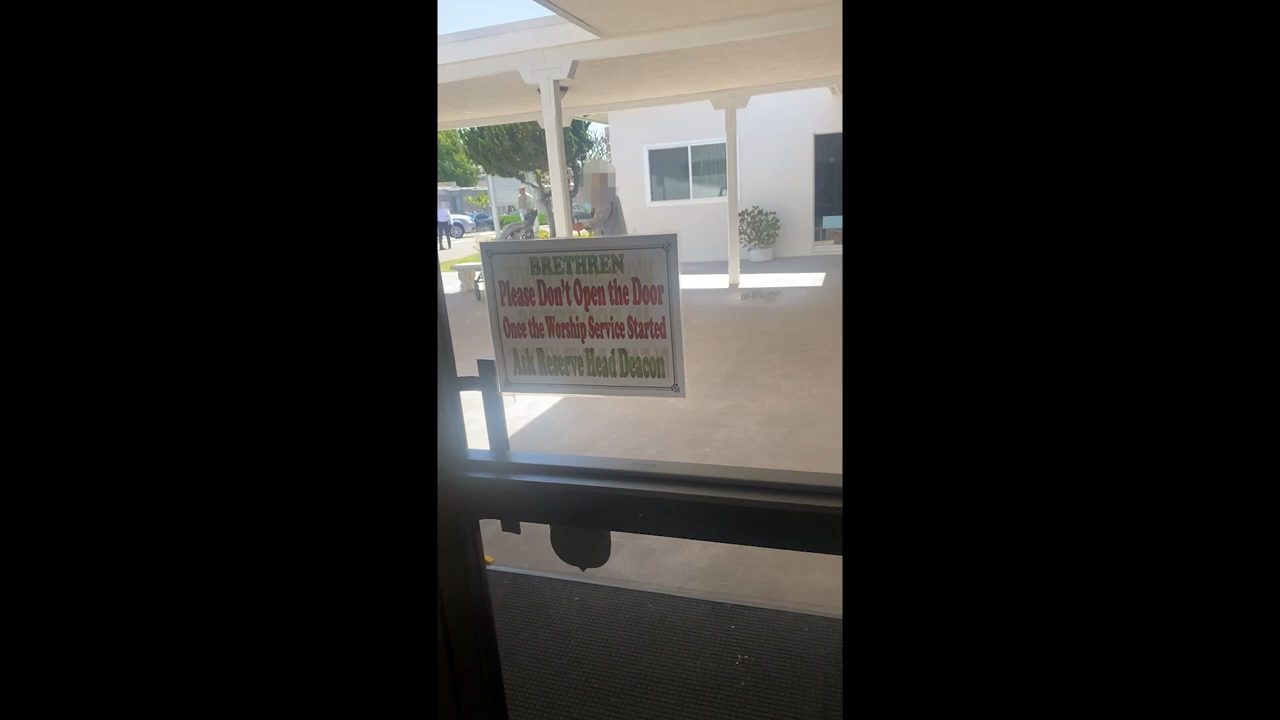 BRETHREN
Please Don't Open the Door
Once the Worship Service Started
Ask Reserve Head Deacon